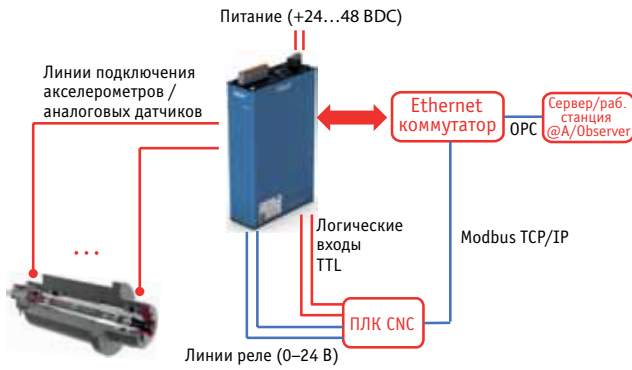 Питание (+24...48 BDC)
Линии подключения
акселерометров /
аналоговых датчиков
Ethernet
коммутатор
OPC
Сервер/раб.
станция
@A/Observer
...
Логические
входы
TTL
Modbus TCP/IP
ПЛК CNC
Линии реле (0–24 В)